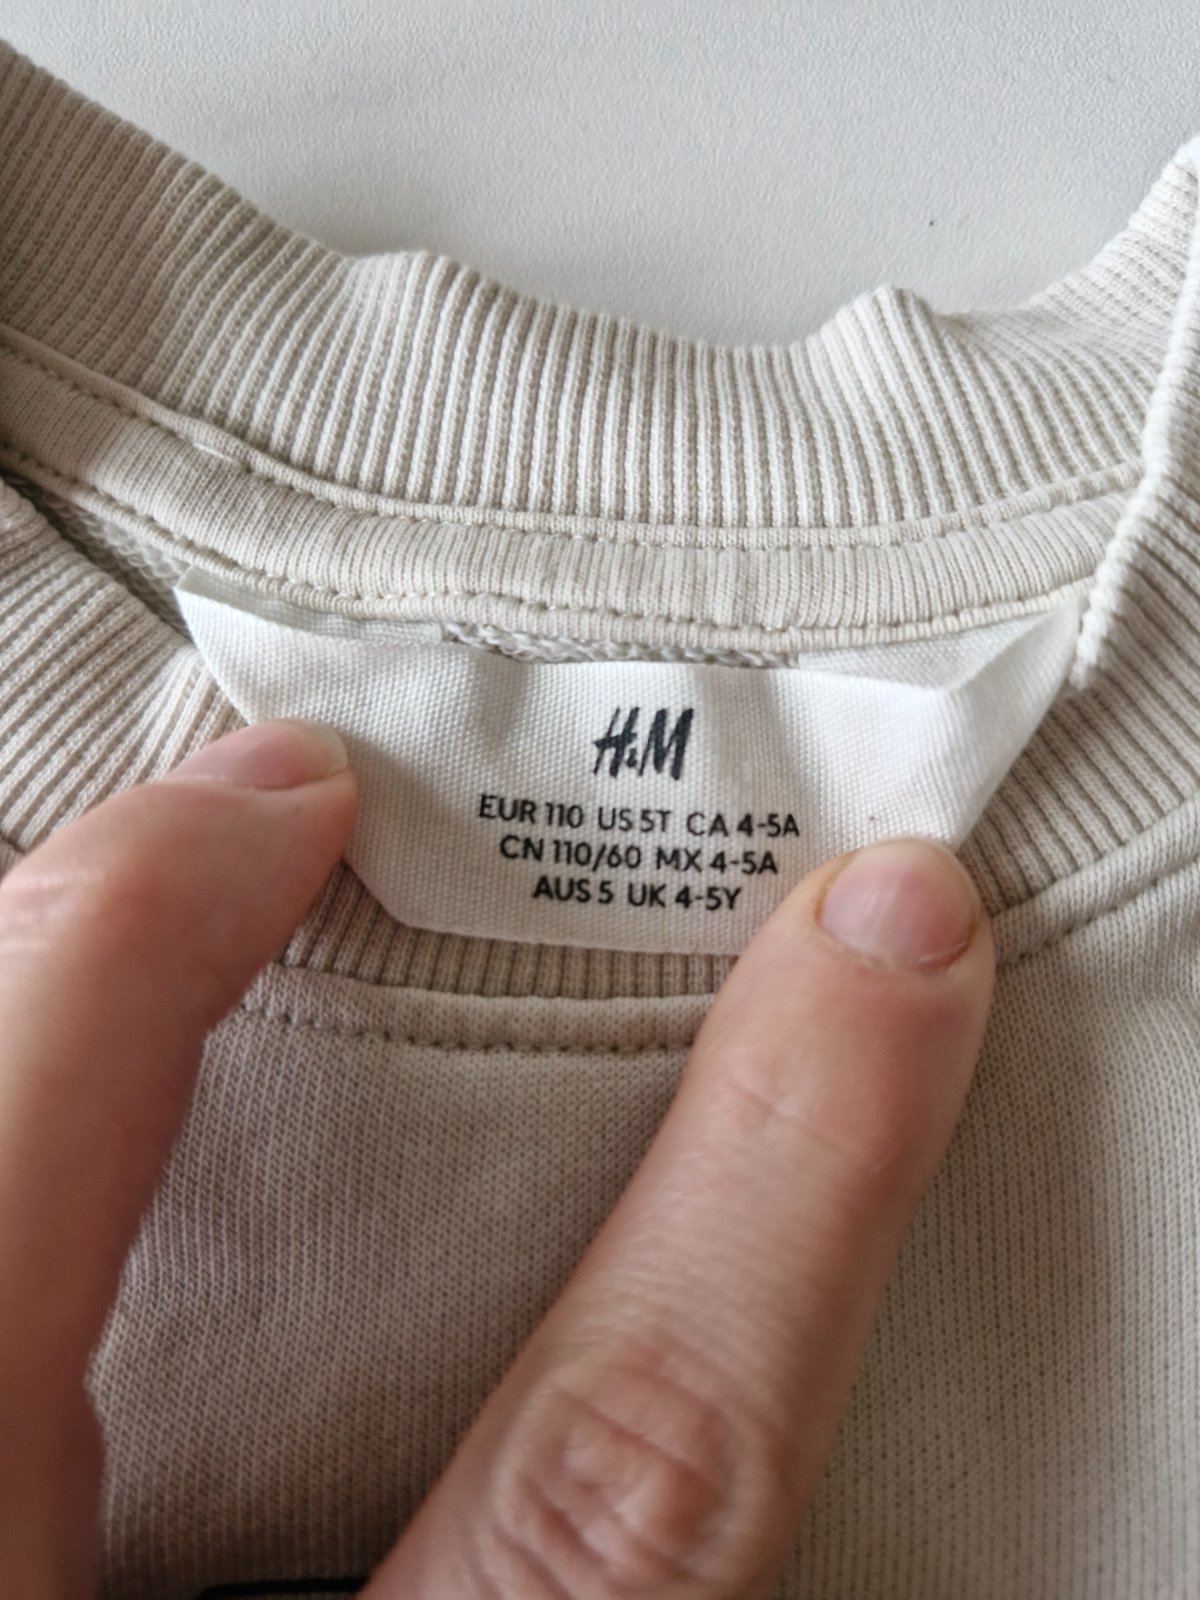 H&M
EUR 110 US 5T CA 4-5A
CN 110/60 MX 4-5A
AUS 5 UK 4-5Y